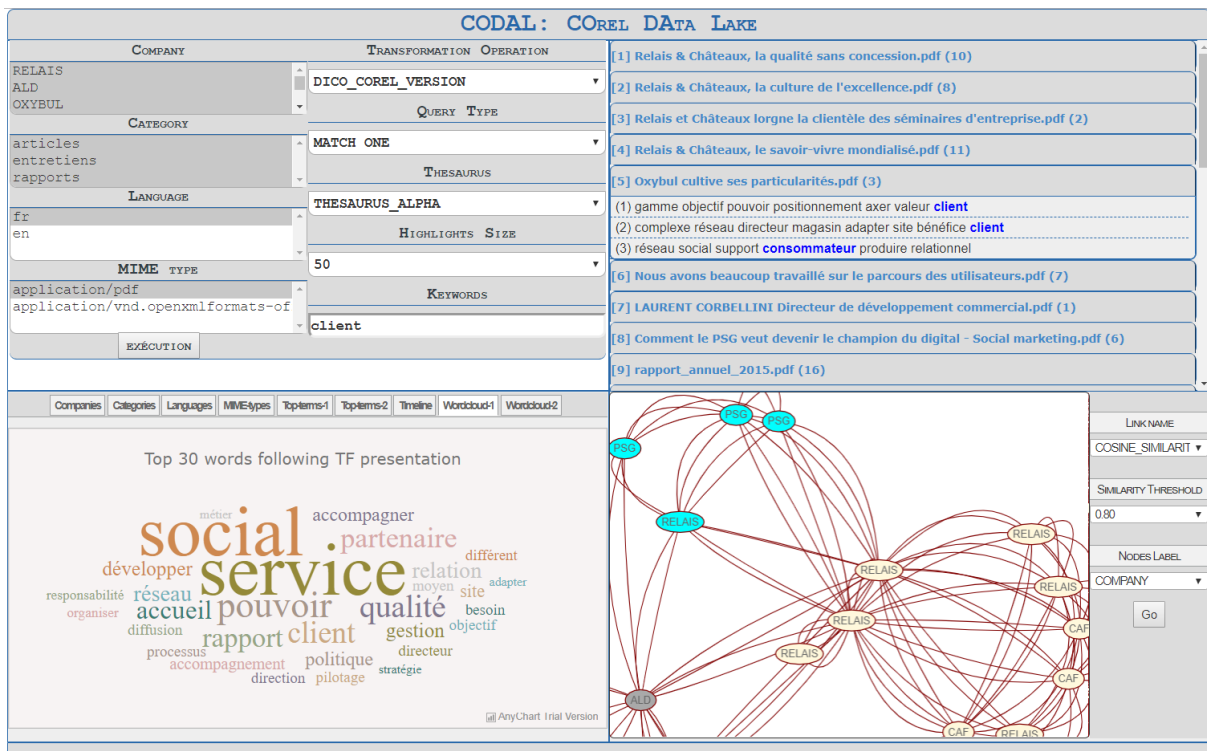 CODAL: COREL DATA LAKE
COMPANY
RELAIS
ALD
OXYBUL
CATEGORY
articles
entretiens
rapports
LANGUAGE
fr
en
MIME TYPE
application/pdf
application/vnd.openxmlformats-of
EXÉCUTION
TRANSFORMATION OPERATION
DICO_COREL_VERSION
QUERY TYPE
MATCH ONE
THESAURUS
THESAURUS_ALPHA
HIGHLIGHTS SIZE
50
KEYWORDS
client
[1] Relais & Châteaux, la qualité sans concession.pdf (10)
[2] Relais & Châteaux, la culture de l'excellence.pdf (8)
[3] Relais et Châteaux lorgne la clientèle des séminaires d'entreprise.pdf (2)
[4] Relais & Châteaux, le savoir-vivre mondialisé.pdf (11)
[5] Oxybul cultive ses particularités.pdf (3)
(1) gamme objectif pouvoir positionnement axer valeur client
(2) complexe réseau directeur magasin adapter site bénéfice client
(3) réseau social support consommateur produire relationnel
[6] Nous avons beaucoup travaillé sur le parcours des utilisateurs.pdf (7)
[7] LAURENT CORBELLINI Directeur de développement commercial.pdf (1)
[8] Comment le PSG veut devenir le champion du digital - Social marketing.pdf (6)
[9] rapport_annuel_2015.pdf (16)
Companies Categories Languages MIME-types Top-terms-1 Top-terms-2 Timeline Wordcloud-1 Wordcloud-2
Top 30 words following TF presentation
métier
accompagner
social .
partenaire
différent
développer
service
relation
adapter
responsabilité
réseau
moyen
site
organiser
accueil
pouvoir
qualité
besoin
diffusion
rapport
client
gestion
objectif
processus
directeur
accompagnement
politique
stratégie
direction
pilotage
AnyChart Trial Version
PSG
PSG
PSG
RELAIS
RELAIS
RELAIS
RELAIS
RELAIS
CAF
RELAIS
CAF
ALD
CAF
RELAIS
LINK NAME
COSINE_SIMILARIT
SIMILARITY THRESHOLD
0.80
NODES LABEL
COMPANY
Go